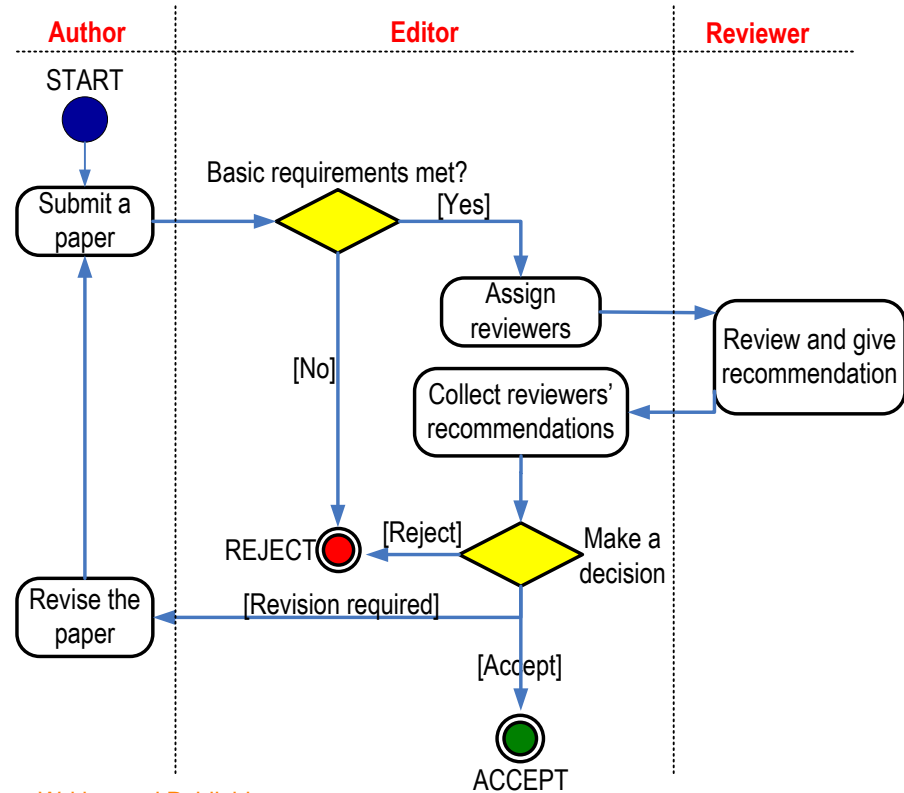 Author
Editor
Reviewer
START
Basic requirements met?
Submit a
paper
[Yes]
Assign
reviewers
Review and give
recommendation
[No]
Collect reviewers'
recommendations
[Reject]
REJECT
Make a
decision
Revise the
paper
[Revision required]
[Accept]
ACCEPT